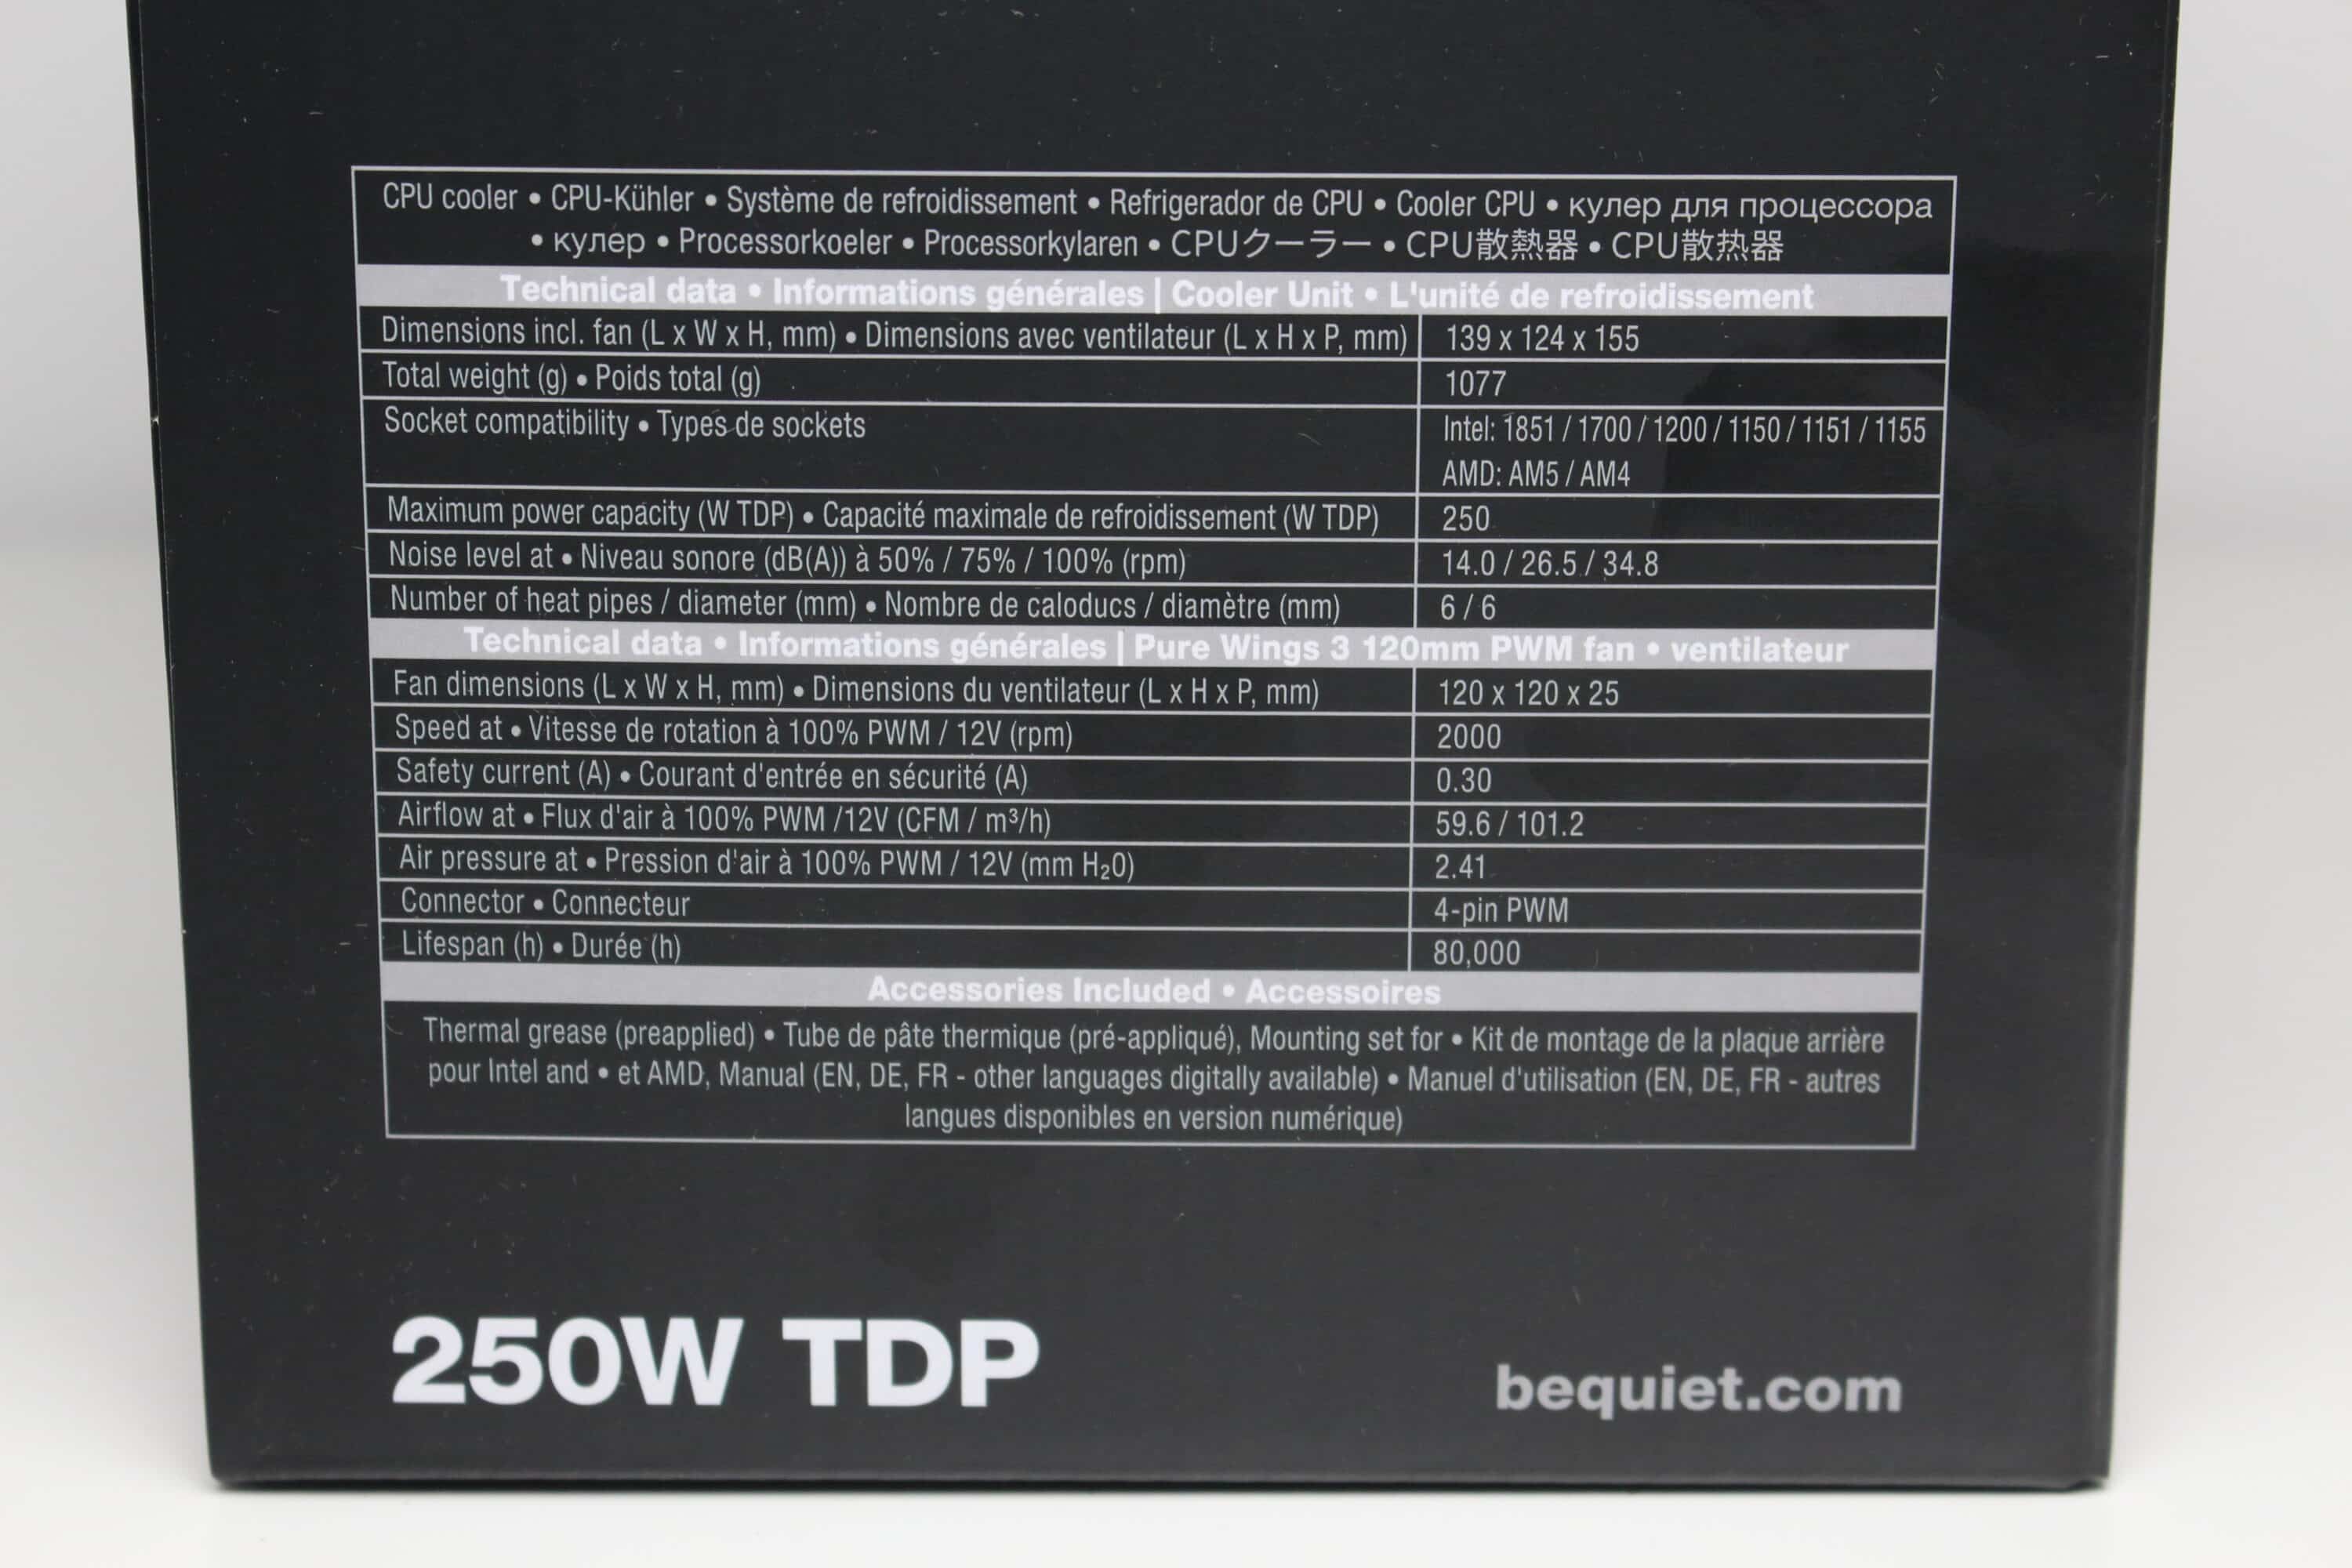 CPU cooler • CPU-Kühler • Système de refroidissement • Refrigerador de CPU • Cooler CPU • кулер для процессора
• кулер • Processorkoeler • Processorkylaren • CPUクーラー • CPU散熱器 • CPU散热器
Technical data • Informations générales | Cooler Unit • L'unité de refroidissement
Dimensions incl. fan (L x W x H, mm) • Dimensions avec ventilateur (L x H x P, mm) 139 x 124 x 155
Total weight (g) • Poids total (g) 1077
Socket compatibility • Types de sockets Intel: 1851 / 1700 / 1200 / 1150 / 1151 / 1155
AMD: AM5 / AM4
Maximum power capacity (W TDP) • Capacité maximale de refroidissement (W TDP) 250
Noise level at • Niveau sonore (dB(A)) à 50% / 75% / 100% (rpm) 14.0 / 26.5 / 34.8
Number of heat pipes / diameter (mm) • Nombre de caloducs / diamètre (mm) 6 / 6
Technical data • Informations générales | Pure Wings 3 120mm PWM fan • ventilateur
Fan dimensions (L x W x H, mm) • Dimensions du ventilateur (L x H x P, mm) 120 x 120 x 25
Speed at • Vitesse de rotation à 100% PWM / 12V (rpm) 2000
Safety current (A) • Courant d'entrée en sécurité (A) 0.30
Airflow at • Flux d'air à 100% PWM /12V (CFM / m³/h) 59.6 / 101.2
Air pressure at • Pression d'air à 100% PWM / 12V (mm H₂0) 2.41
Connector • Connecteur 4-pin PWM
Lifespan (h) • Durée (h) 80,000
Accessories Included • Accessoires
Thermal grease (preapplied) • Tube de pâte thermique (pré-appliqué), Mounting set for • Kit de montage de la plaque arrière
pour Intel and • et AMD, Manual (EN, DE, FR - other languages digitally available) • Manuel d'utilisation (EN, DE, FR - autres
langues disponibles en version numérique)
250W TDP
bequiet.com